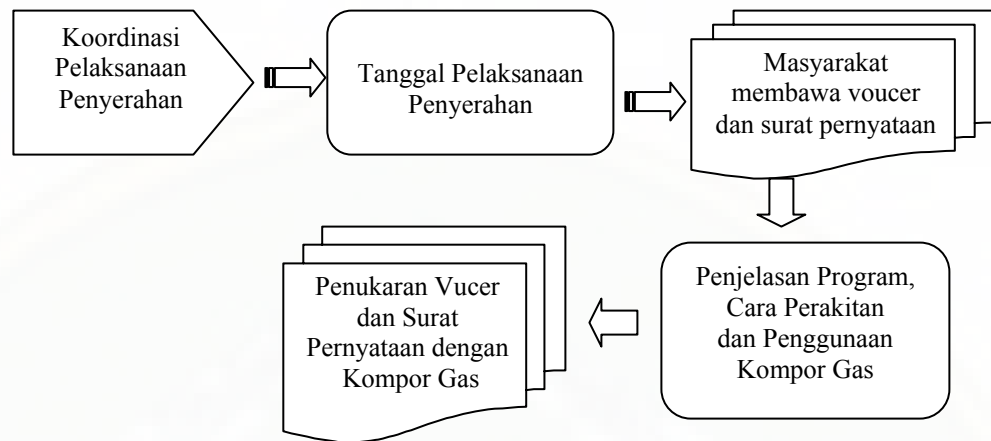 Koordinasi
Pelaksanaan
Penyerahan
Tanggal Pelaksanaan
Penyerahan
Masyarakat
membawa voucer
dan surat pernyataan
Penjelasan Program,
Cara Perakitan
dan Penggunaan
Kompor Gas
Penukaran Vucer
dan Surat
Pernyataan dengan
Kompor Gas